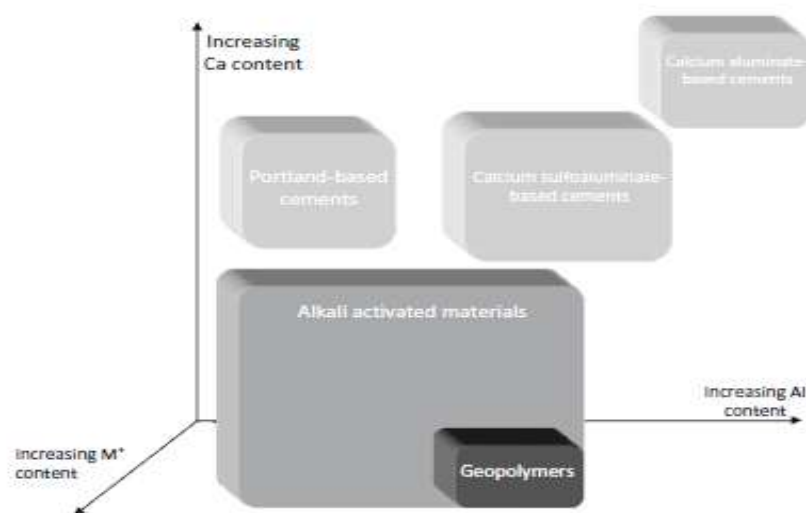 Increasing
Ca content
Calcium aluminate-
based cements
Portland-based
cements
Calcium sulfoaluminate-
based cements
Alkali activated materials
Increasing Al
content
Increasing M⁺
content
Geopolymers